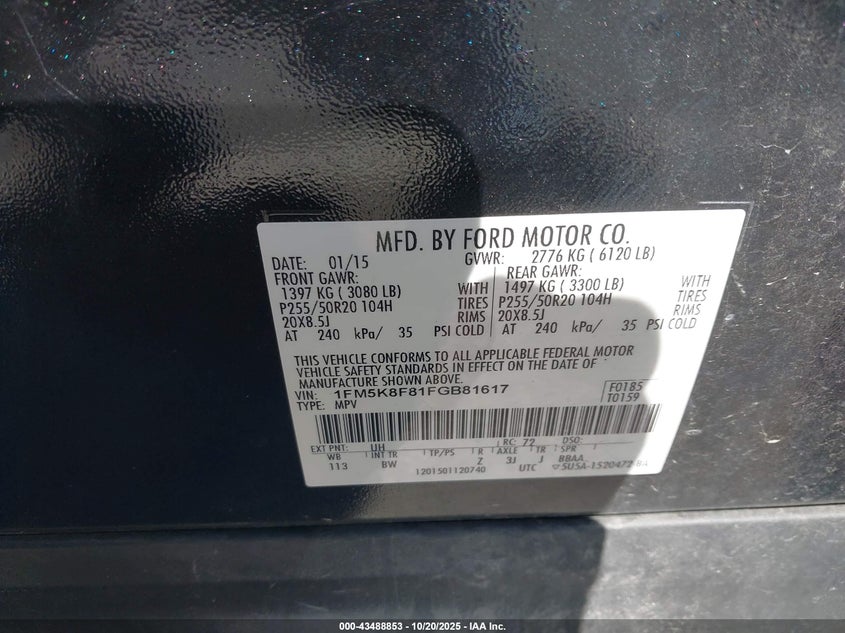 MFD. BY FORD MOTOR CO.
DATE: 01/15 GVWR: 2776 KG ( 6120 LB)
FRONT GAWR: REAR GAWR:
1397 KG ( 3080 LB) WITH 1497 KG ( 3300 LB) WITH
P255/50R20 104H TIRES P255/50R20 104H TIRES
20X8.5J RIMS 20X8.5J RIMS
AT 240 kPa/ 35 PSI COLD AT 240 kPa/ 35 PSI COLD
THIS VEHICLE CONFORMS TO ALL APPLICABLE FEDERAL MOTOR
VEHICLE SAFETY STANDARDS IN EFFECT ON THE DATE OF
MANUFACTURE SHOWN ABOVE.
VIN: 1FM5K8F81FGB81617 F0185
TYPE: MPV T0159
EXT PNT: UH RC: 72 DSO:
WB INT TR TP/PS R AXLE TR SPR
113 BW Z 3J J BBAA
1201501120740 UTC 5U5A-1520472-BA
000-43488853 - 10/20/2025 - IAA Inc.